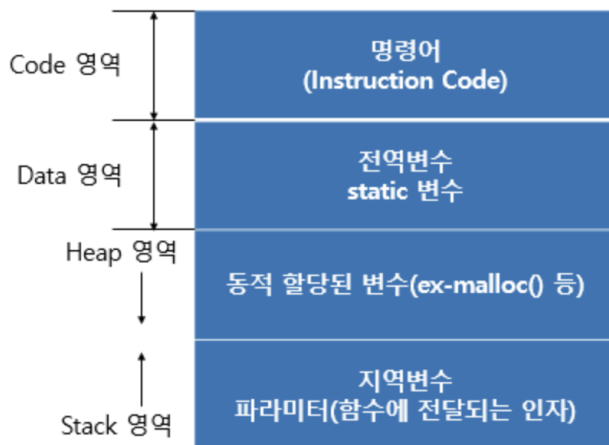 Code 영역
명령어
(Instruction Code)
Data 영역
전역변수
static 변수
Heap 영역
동적 할당된 변수(ex-malloc() 등)
지역변수
파라미터(함수에 전달되는 인자)
Stack 영역